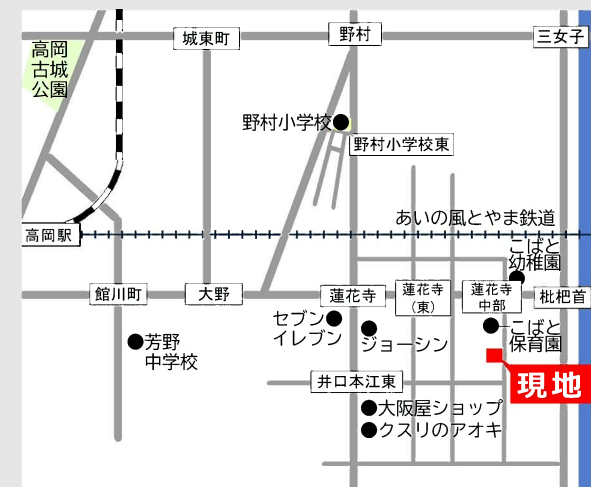 城東町
野村
三女子
高岡
古城
公園
野村小学校
野村小学校東
あいの風とやま鉄道
高岡駅
こばと
幼稚園
館川町
大野
蓮花寺
蓮花寺
（東）
蓮花寺
中部
枇杷首
セブン
イレブン
ジョーシン
こばと
保育園
芳野
中学校
現地
井口本江東
大阪屋ショップ
クスリのアオキ